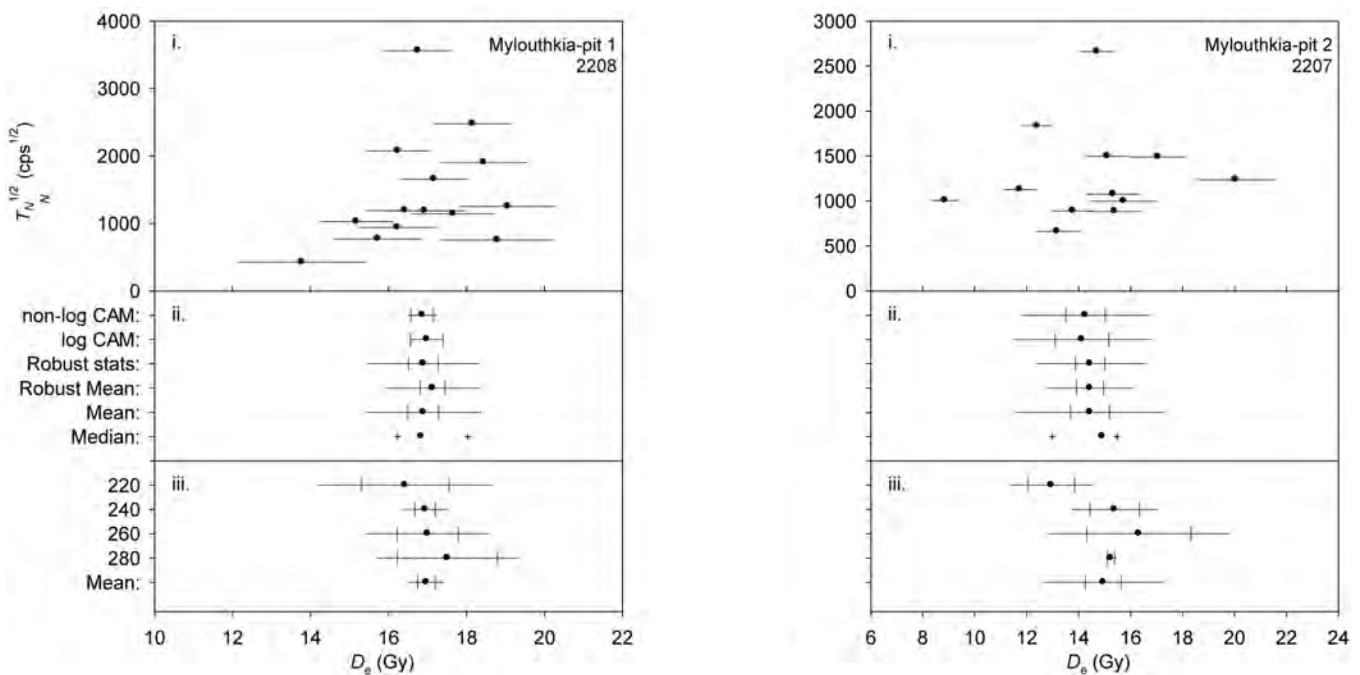 i.
Mylouthkia-pit 1
2208
4000
3000
2000
1000
0
T_N^{1/2} (cps^{1/2})
ii.
non-log CAM:
log CAM:
Robust stats:
Robust Mean:
Mean:
Median:
iii.
220
240
260
280
Mean:
10 12 14 16 18 20 22
D_e (Gy)
i.
Mylouthkia-pit 2
2207
3000
2500
2000
1500
1000
500
0
ii.
iii.
6 8 10 12 14 16 18 20 22 24
D_e (Gy)